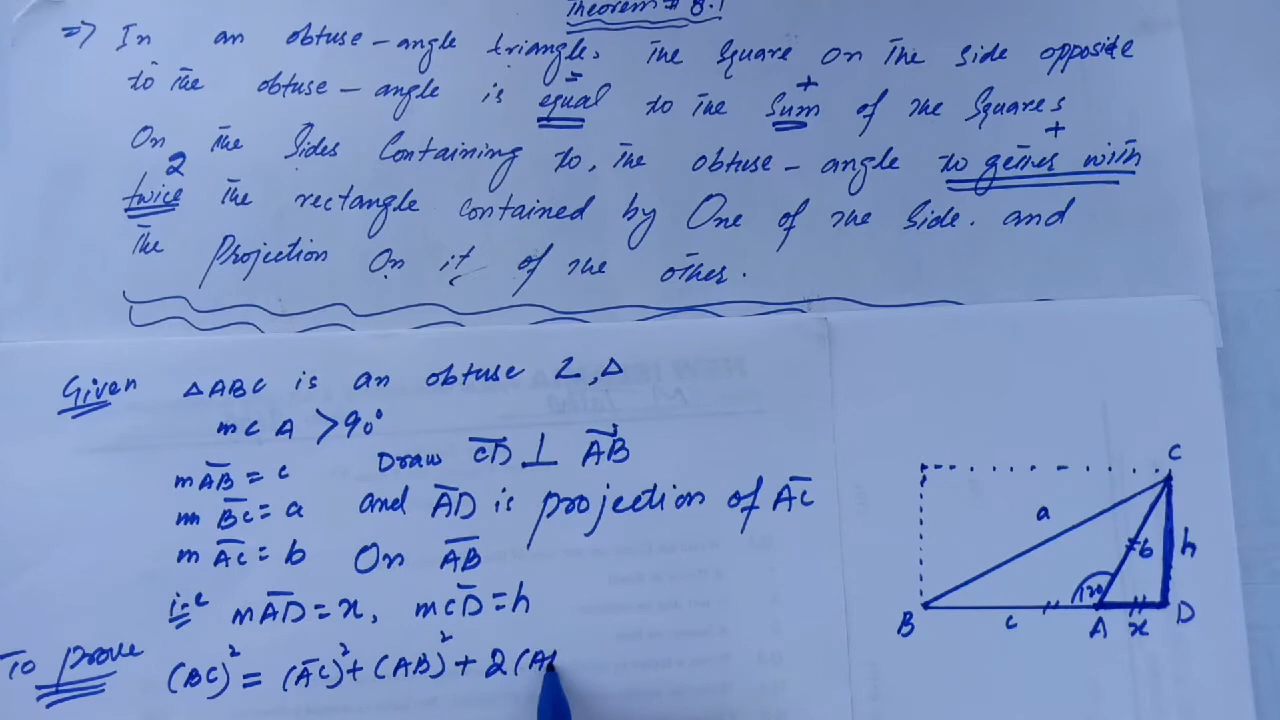 Theorem # 8.1
=> In an obtuse-angle triangle, The Square on The side opposite
to The obtuse-angle is equal to The Sum of The Squares
= +
On The Sides Containing to, The obtuse-angle to gether with
2 +
twice The rectangle contained by One of The Side. and
The Projection On it of The other.
Given △ABC is an obtuse ∠, △
m∠A > 90°
mAB = c Draw CD ⊥ AB
mBC = a and AD is projection of AC
mAC = b On AB
i-e mAD = x, mCD = h
To prove (BC)² = (AC)² + (AB)² + 2(A
C
a
b
h
120
B
c
A
x
D